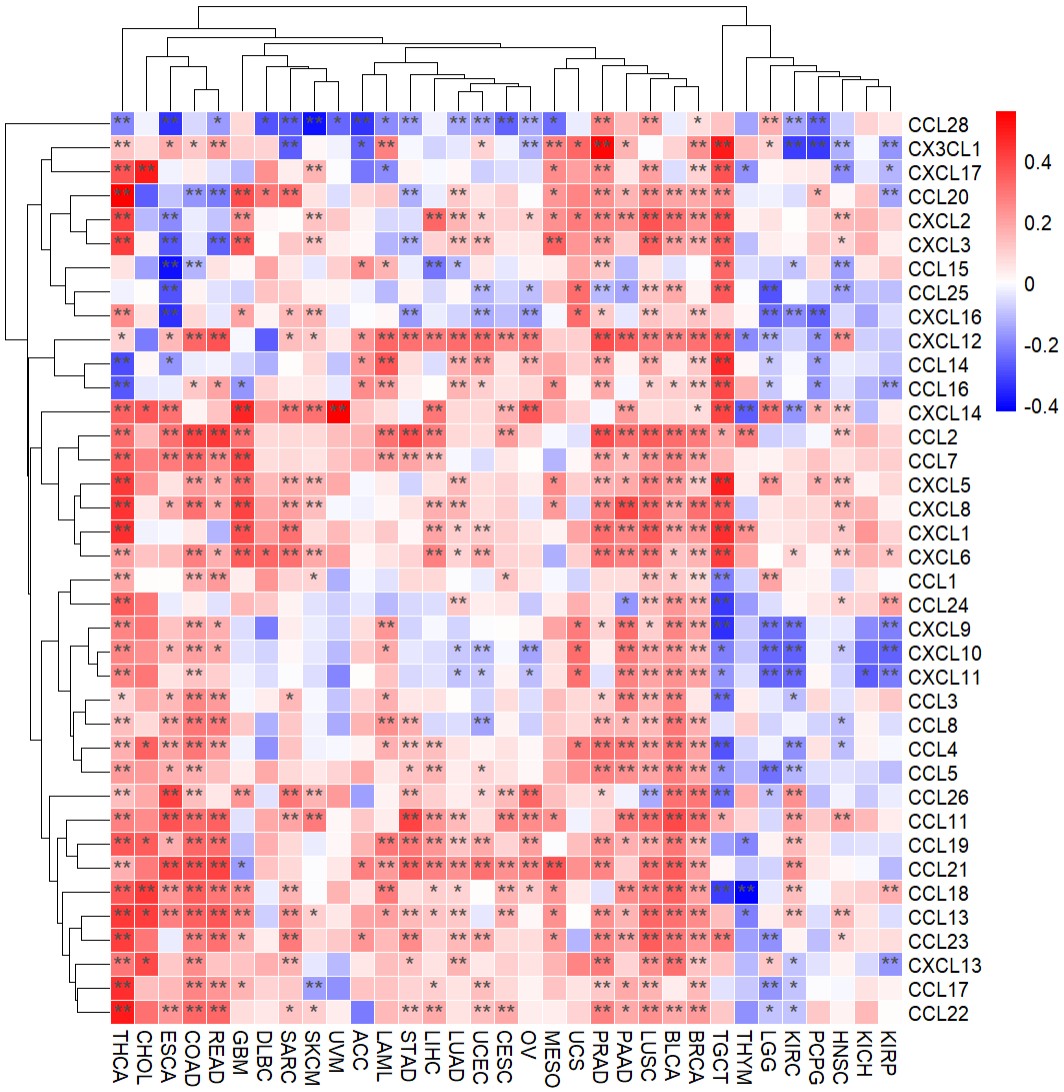 CCL28
CX3CL1
CXCL17
CCL20
CXCL2
CXCL3
CCL15
CCL25
CXCL16
CXCL12
CCL14
CCL16
CXCL14
CCL2
CCL7
CXCL5
CXCL8
CXCL1
CXCL6
CCL1
CCL24
CXCL9
CXCL10
CXCL11
CCL3
CCL8
CCL4
CCL5
CCL26
CCL11
CCL19
CCL21
CCL18
CCL13
CCL23
CXCL13
CCL17
CCL22
0.4
0.2
0
-0.2
-0.4
THCA
CHOL
ESCA
COAD
READ
GBM
DLBC
SARC
SKCM
UVM
ACC
LAML
STAD
LIHC
LUAD
UCEC
CESC
OV
MESO
UCS
PRAD
PAAD
LUSC
BLCA
BRCA
TGCT
THYM
LGG
KIRC
PCPG
HNSC
KICH
KIRP